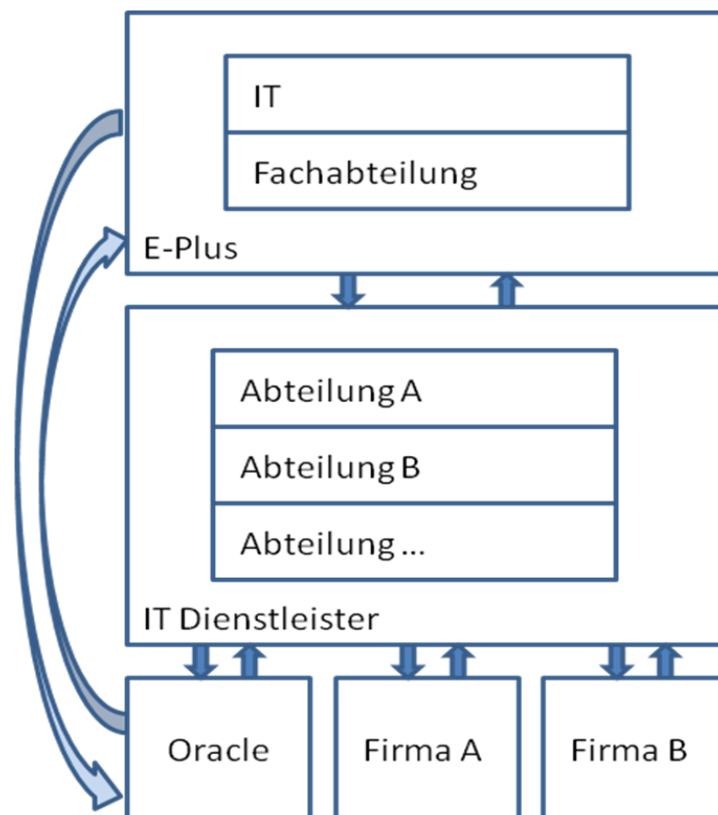 IT
Fachabteilung
E-Plus
Abteilung A
Abteilung B
Abteilung ...
IT Dienstleister
Oracle
Firma A
Firma B